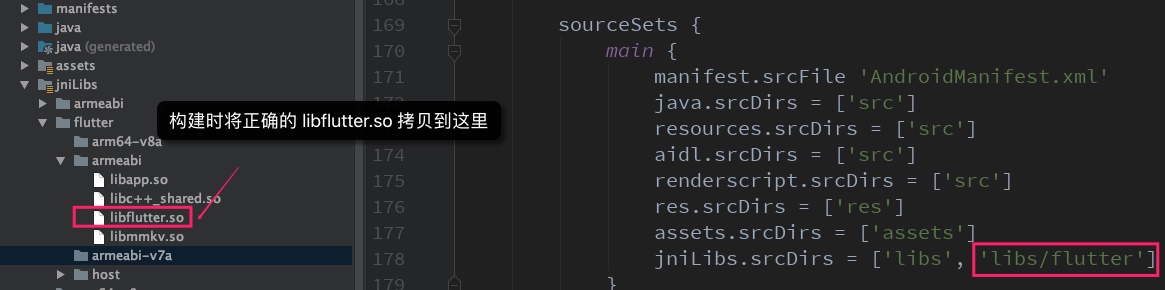 manifests
java
java (generated)
assets
jniLibs
armeabi
flutter
arm64-v8a
armeabi
libapp.so
libc++_shared.so
libflutter.so
libmmkv.so
armeabi-v7a
host
构建时将正确的 libflutter.so 拷贝到这里
169 sourceSets {
170 main {
171 manifest.srcFile 'AndroidManifest.xml'
java.srcDirs = ['src']
resources.srcDirs = ['src']
174 aidl.srcDirs = ['src']
175 renderscript.srcDirs = ['src']
176 res.srcDirs = ['res']
177 assets.srcDirs = ['assets']
178 jniLibs.srcDirs = ['libs', 'libs/flutter']
179 }